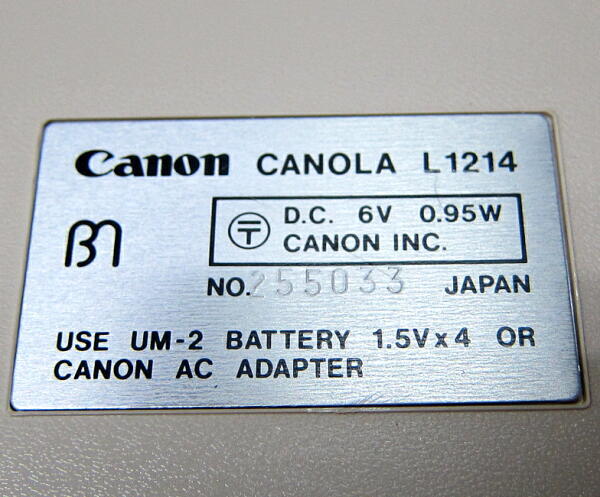 Canon CANOLA L1214
〒 D.C. 6V 0.95W
CANON INC.
NO. 255033 JAPAN
USE UM-2 BATTERY 1.5V x 4 OR
CANON AC ADAPTER